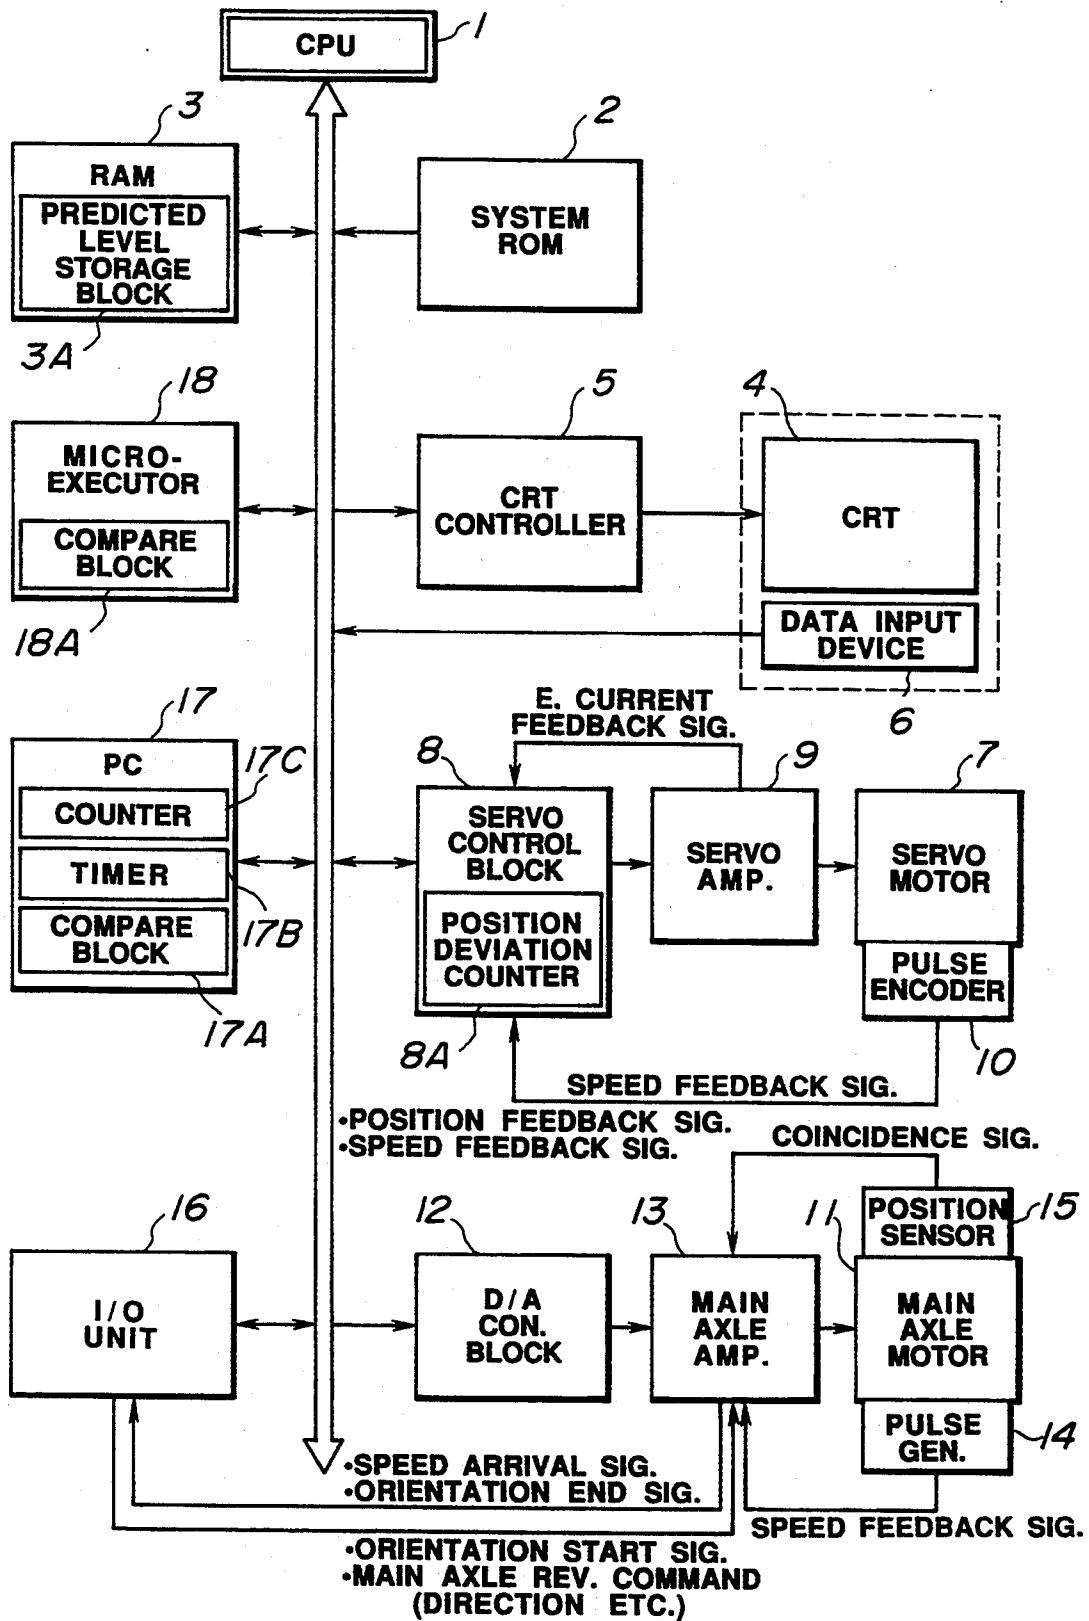 CPU
1
3
RAM
PREDICTED
LEVEL
STORAGE
BLOCK
3A
2
SYSTEM
ROM
18
MICRO-
EXECUTOR
COMPARE
BLOCK
18A
5
CRT
CONTROLLER
4
CRT
DATA INPUT
DEVICE
6
17
PC
17C
COUNTER
TIMER
17B
COMPARE
BLOCK
17A
E. CURRENT
FEEDBACK SIG.
8
SERVO
CONTROL
BLOCK
POSITION
DEVIATION
COUNTER
8A
9
SERVO
AMP.
7
SERVO
MOTOR
PULSE
ENCODER
10
SPEED FEEDBACK SIG.
•POSITION FEEDBACK SIG.
•SPEED FEEDBACK SIG.
COINCIDENCE SIG.
16
I/O
UNIT
12
D/A
CON.
BLOCK
13
MAIN
AXLE
AMP.
11
POSITION
SENSOR
15
MAIN
AXLE
MOTOR
PULSE
GEN.
14
•SPEED ARRIVAL SIG.
•ORIENTATION END SIG.
SPEED FEEDBACK SIG.
•ORIENTATION START SIG.
•MAIN AXLE REV. COMMAND
(DIRECTION ETC.)